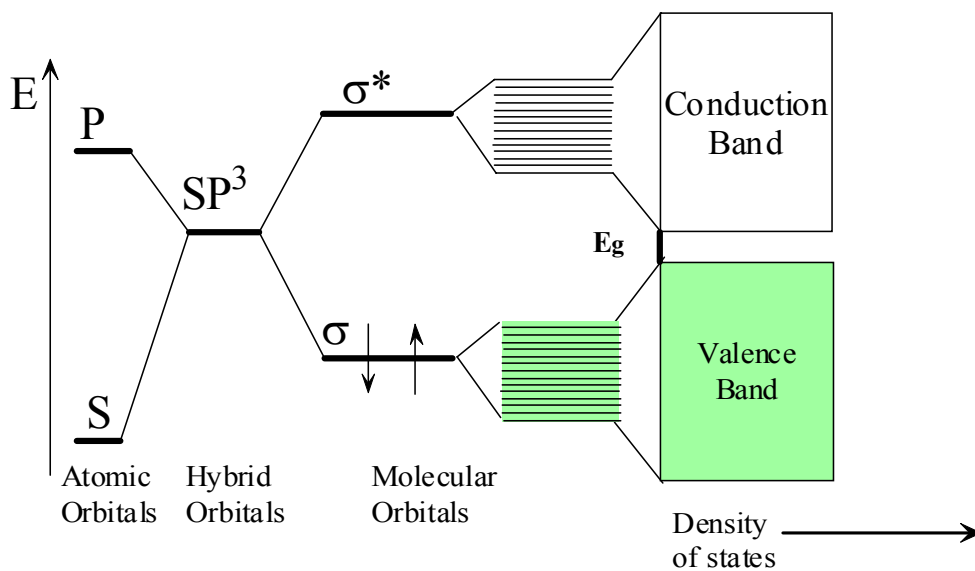 E
P
S
SP³
σ*
σ
Eg
Conduction
Band
Valence
Band
Atomic
Orbitals
Hybrid
Orbitals
Molecular
Orbitals
Density
of states